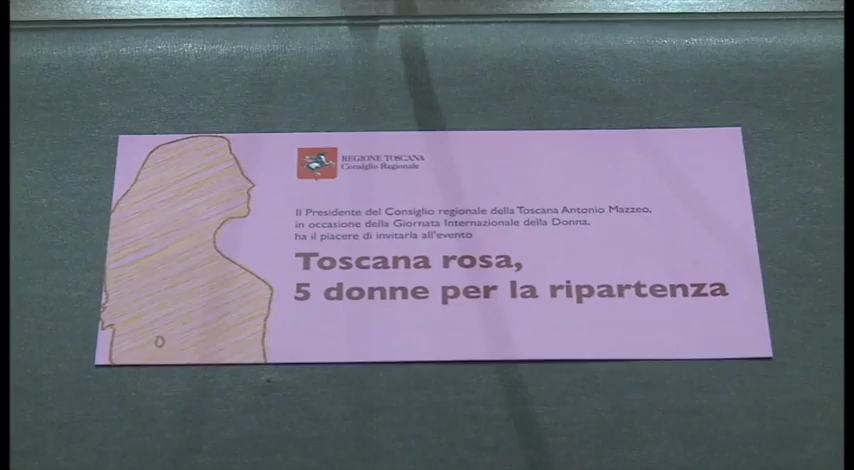 REGIONE TOSCANA
Consiglio Regionale
Il Presidente del Consiglio regionale della Toscana Antonio Mazzeo,
in occasione della Giornata Internazionale della Donna,
ha il piacere di invitarla all'evento
Toscana rosa,
5 donne per la ripartenza